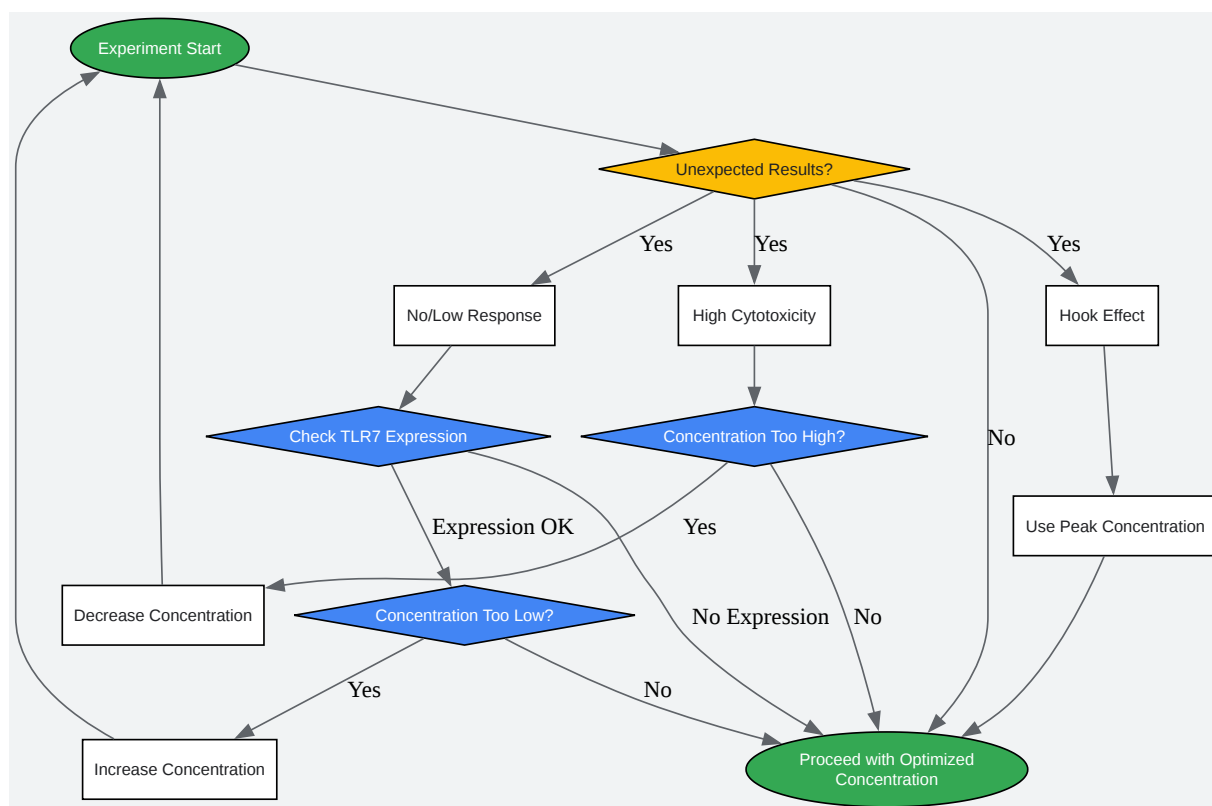 Experiment Start
Unexpected Results?
Yes
Yes
Yes
No/Low Response
High Cytotoxicity
Hook Effect
Check TLR7 Expression
Concentration Too High?
No
Expression OK
Yes
Use Peak Concentration
Decrease Concentration
Concentration Too Low?
No Expression
No
Yes
No
Increase Concentration
Proceed with Optimized
Concentration